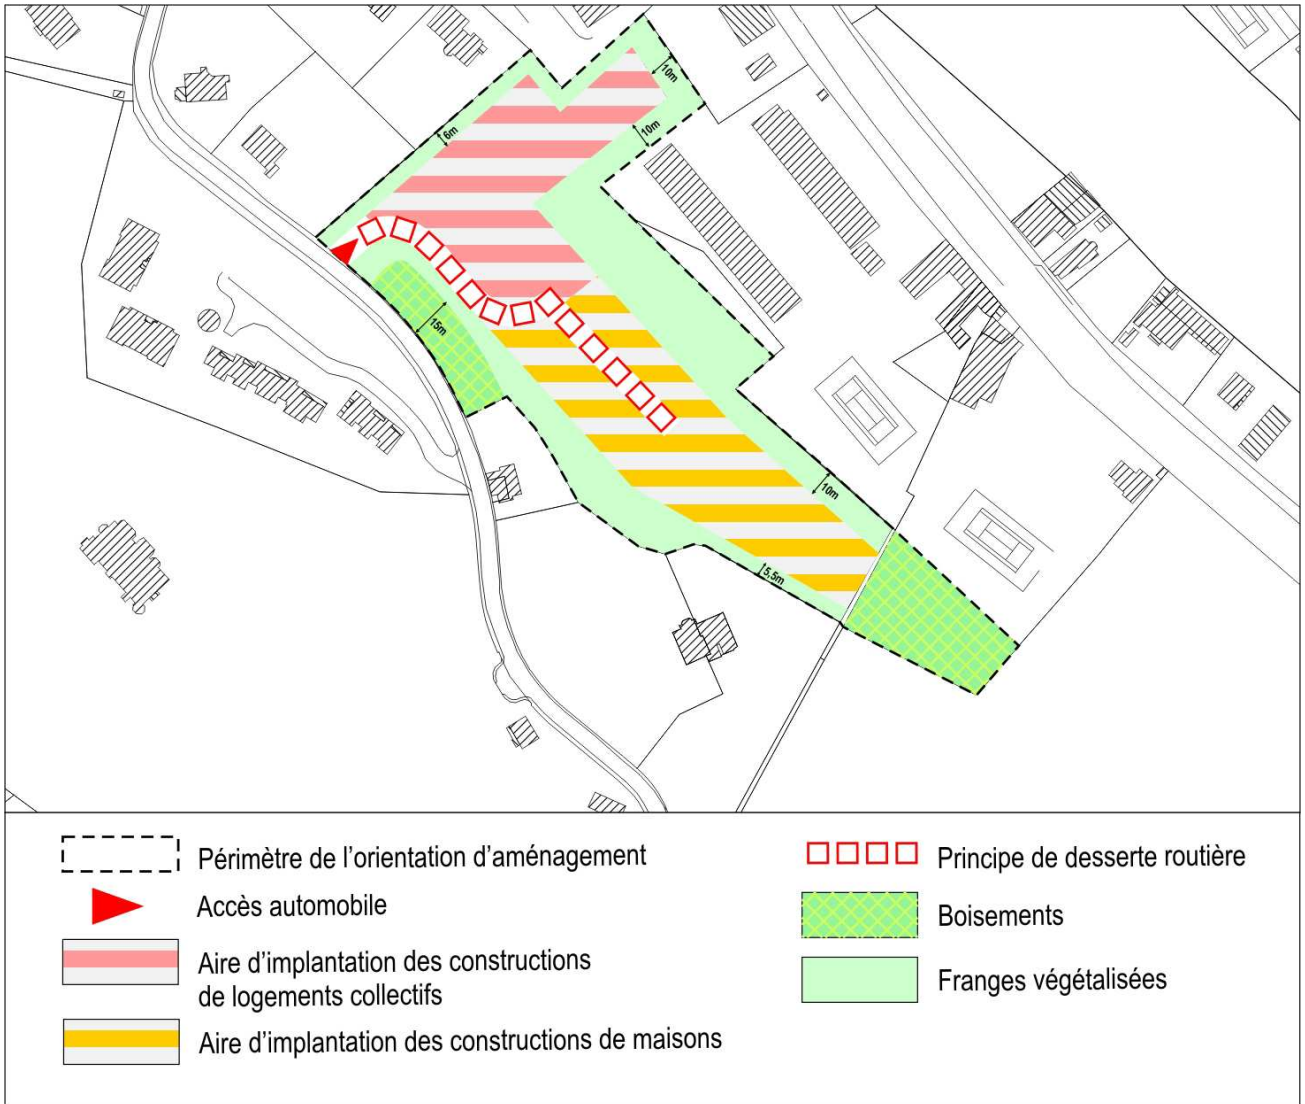 10m
10m
6m
15m
10m
5,5m
Périmètre de l'orientation d'aménagement
Accès automobile
Aire d'implantation des constructions
de logements collectifs
Aire d'implantation des constructions de maisons
Principe de desserte routière
Boisements
Franges végétalisées